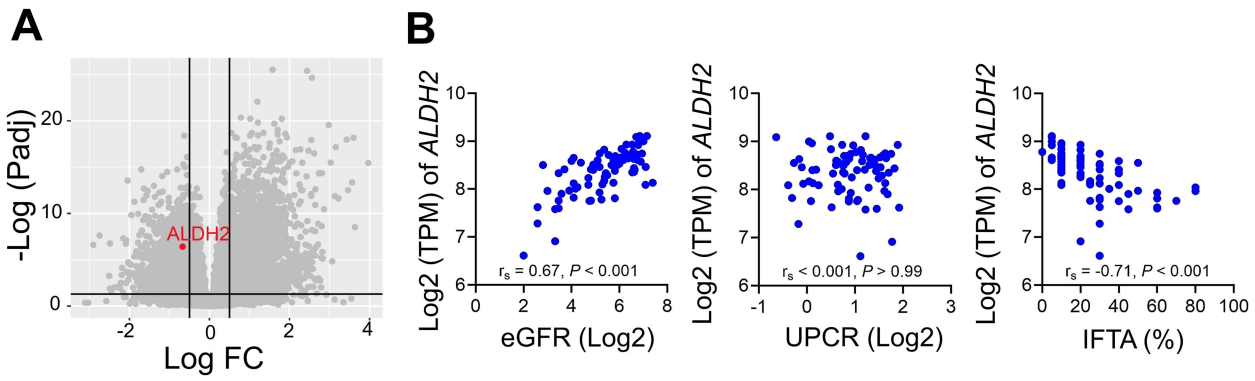 A
-Log (Padj)
20
10
0
ALDH2
-2
0
2
4
Log FC
B
Log2 (TPM) of ALDH2
10
9
8
7
6
rs = 0.67, P < 0.001
0
2
4
6
8
eGFR (Log2)
Log2 (TPM) of ALDH2
10
9
8
7
6
rs < 0.001, P > 0.99
-1
0
1
2
3
UPCR (Log2)
Log2 (TPM) of ALDH2
10
9
8
7
6
rs = -0.71, P < 0.001
0
20
40
60
80
100
IFTA (%)